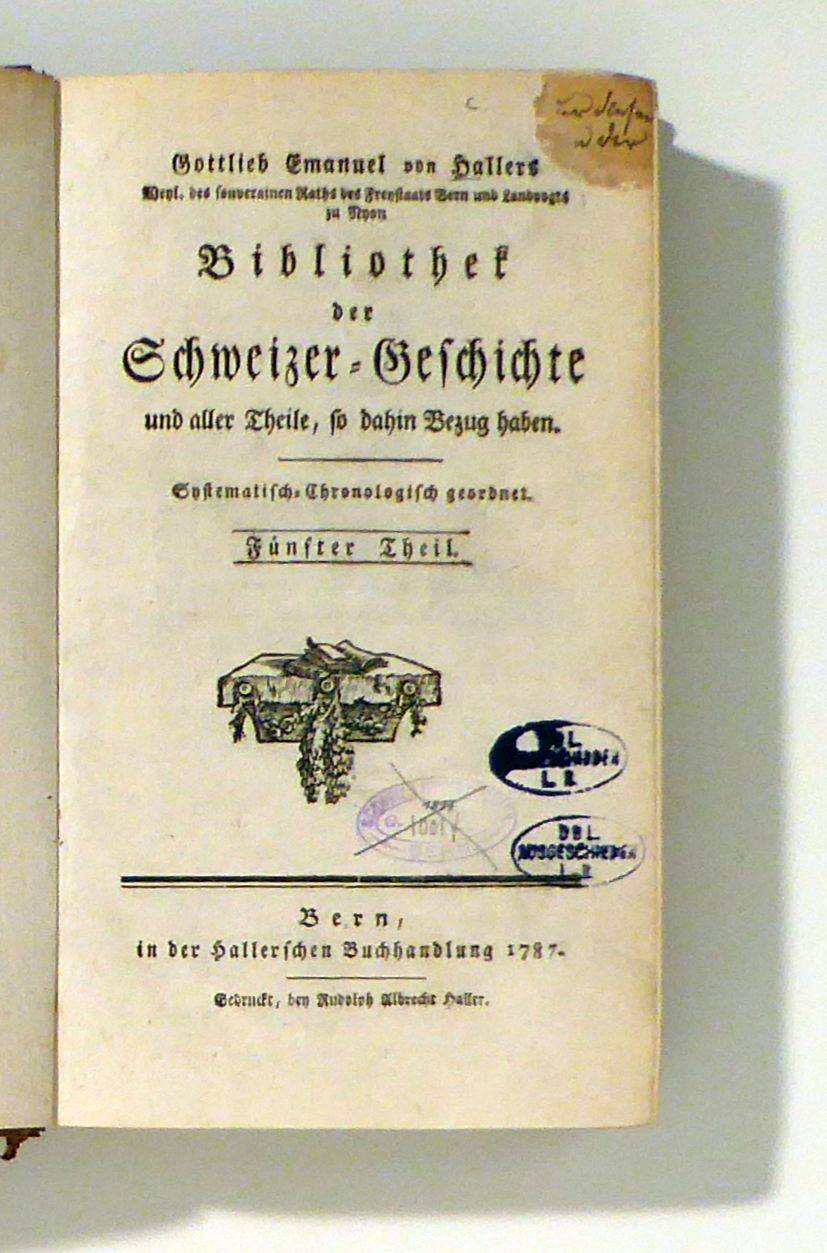 Gottlieb Emanuel von Hallers
Weyl. des souverainen Raths des Freystaats Bern und Landvogts
zu Nyon
Bibliothek
der
Schweizer-Geschichte
und aller Theile, so dahin Bezug haben.
Systematisch-Chronologisch geordnet.
Fünfter Theil.
DBL
AUSGESCHIEDEN
Bern,
in der Hallerschen Buchhandlung 1787.
Gedruckt, bey Rudolph Albrecht Haller.